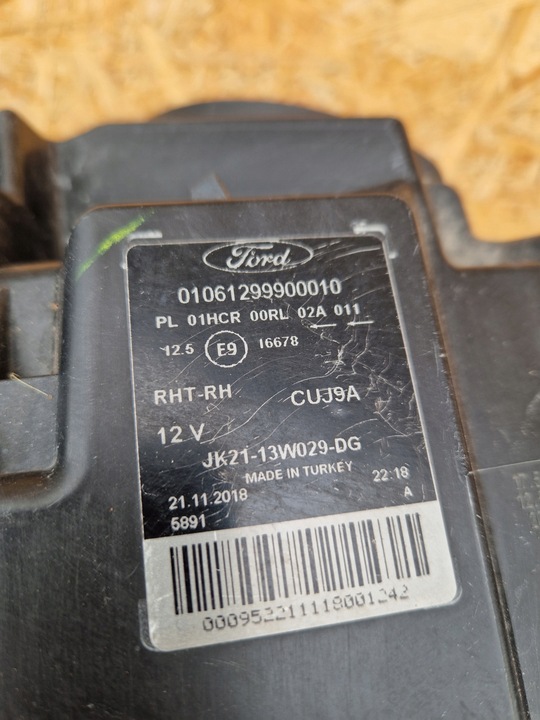 Ford
01061299900010
PL 01HCR 00RL 02A 011
12.5 E9 16678
RHT-RH CUJ9A
12 V
JK21-13W029-DG
MADE IN TURKEY
21.11.2018 22:18
5891 A
000952211118001242